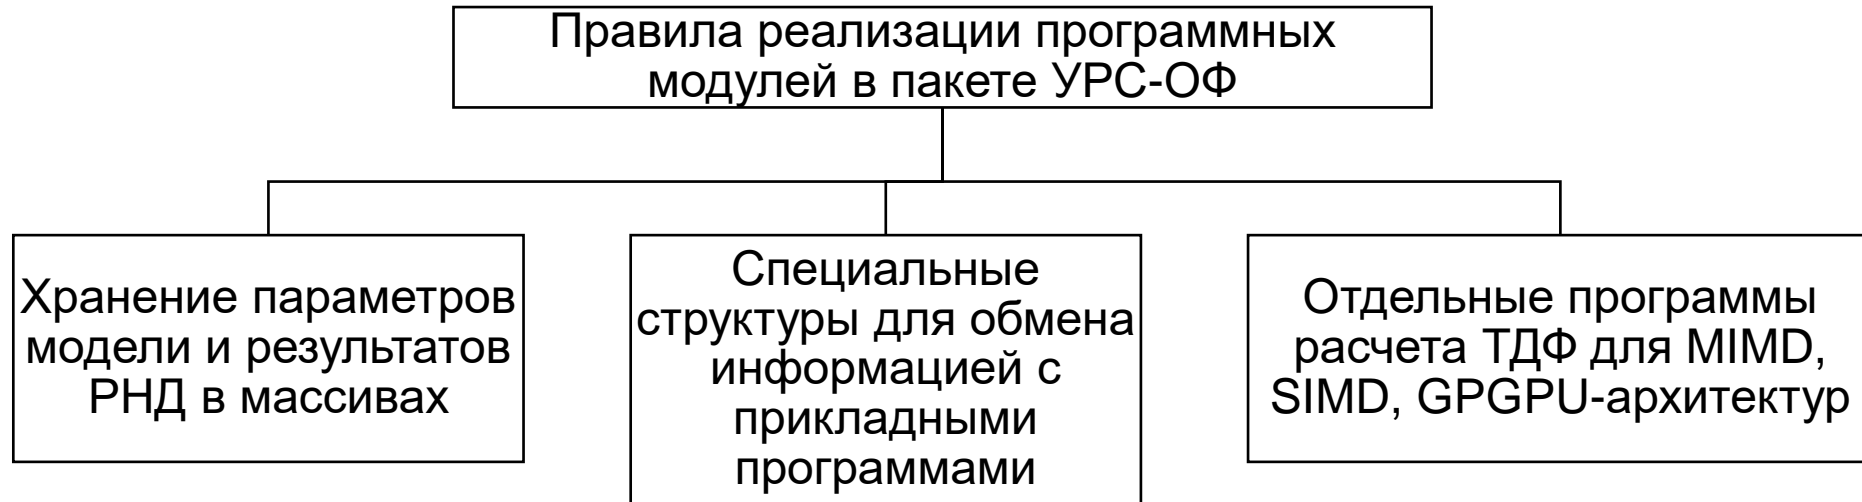 Правила реализации программных
модулей в пакете УРС-ОФ
Хранение параметров
модели и результатов
РНД в массивах
Специальные
структуры для обмена
информацией с
прикладными
программами
Отдельные программы
расчета ТДФ для MIMD,
SIMD, GPGPU-архитектур